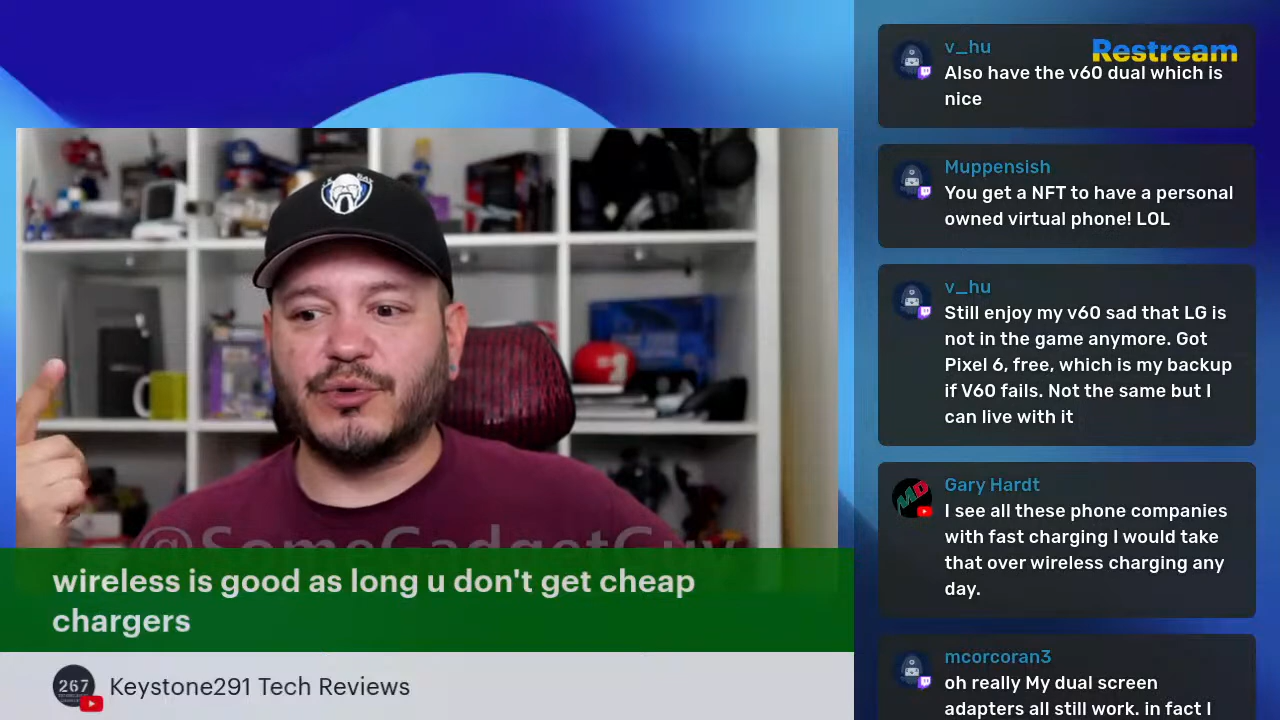 @SomeGadgetGuy
wireless is good as long u don't get cheap
chargers
267
Keystone291 Tech Reviews
Restream
v_hu
Also have the v60 dual which is
nice
Muppensish
You get a NFT to have a personal
owned virtual phone! LOL
v_hu
Still enjoy my v60 sad that LG is
not in the game anymore. Got
Pixel 6, free, which is my backup
if V60 fails. Not the same but I
can live with it
Gary Hardt
MD
I see all these phone companies
with fast charging I would take
that over wireless charging any
day.
mcorcoran3
oh really My dual screen
adapters all still work. in fact I